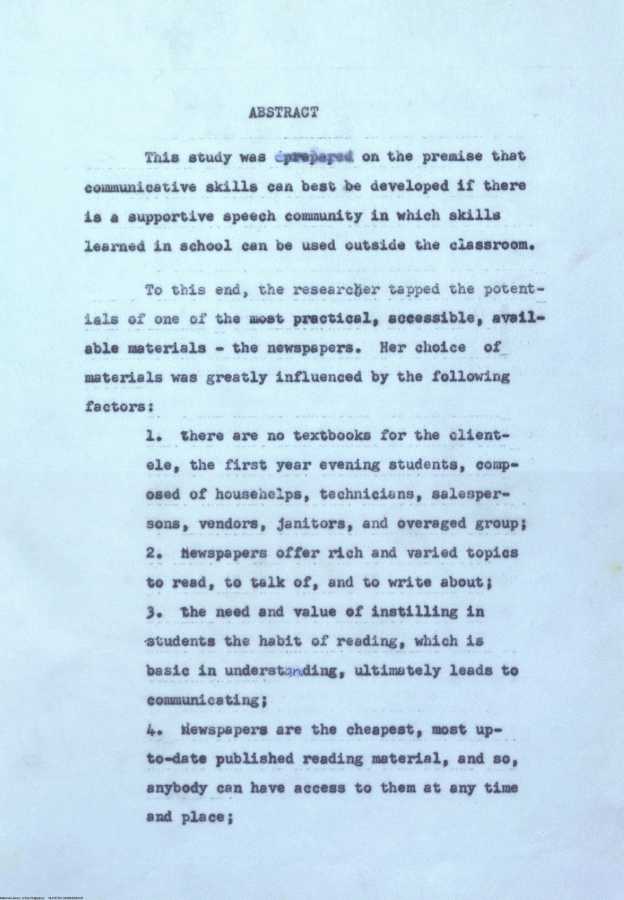 ABSTRACT
This study was prepared on the premise that
communicative skills can best be developed if there
is a supportive speech community in which skills
learned in school can be used outside the classroom.
To this end, the researcher tapped the potent-
ials of one of the most practical, accessible, avail-
able materials - the newspapers. Her choice of
materials was greatly influenced by the following
factors:
1. there are no textbooks for the client-
ele, the first year evening students, comp-
osed of househelps, technicians, salesper-
sons, vendors, janitors, and overaged group;
2. Newspapers offer rich and varied topics
to read, to talk of, and to write about;
3. the need and value of instilling in
students the habit of reading, which is
basic in understanding, ultimately leads to
communicating;
4. Newspapers are the cheapest, most up-
to-date published reading material, and so,
anybody can have access to them at any time
and place;